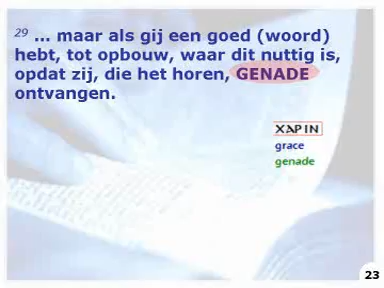 29 ... maar als gij een goed (woord)
hebt, tot opbouw, waar dit nuttig is,
opdat zij, die het horen, GENADE
ontvangen.
ΧΑΡΙΝ
grace
genade
23